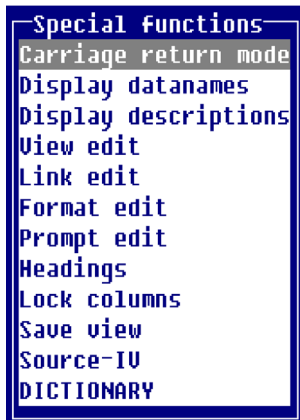 Special functions
Carriage return mode
Display datanames
Display descriptions
View edit
Link edit
Format edit
Prompt edit
Headings
Lock columns
Save view
Source-IV
DICTIONARY